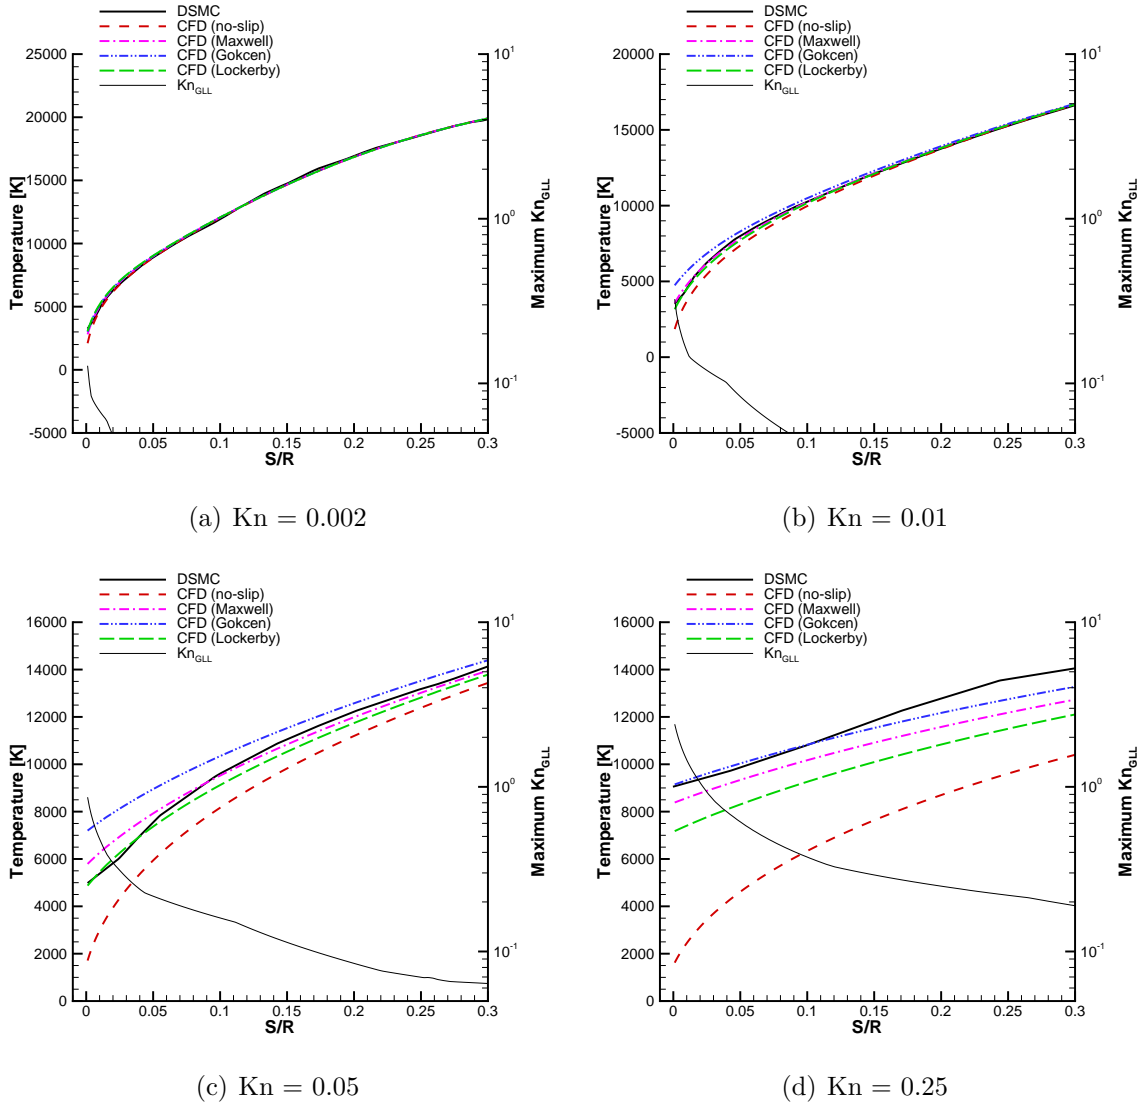 DSMC
CFD (no-slip)
CFD (Maxwell)
CFD (Gokcen)
CFD (Lockerby)
Kn_GLL
Temperature [K]
25000
20000
15000
10000
5000
0
-5000
0 0.05 0.1 0.15 0.2 0.25 0.3
S/R
10^1
10^0
10^-1
Maximum Kn_GLL
(a) Kn = 0.002
DSMC
CFD (no-slip)
CFD (Maxwell)
CFD (Gokcen)
CFD (Lockerby)
Kn_GLL
Temperature [K]
20000
15000
10000
5000
0
-5000
0 0.05 0.1 0.15 0.2 0.25 0.3
S/R
10^1
10^0
10^-1
Maximum Kn_GLL
(b) Kn = 0.01
DSMC
CFD (no-slip)
CFD (Maxwell)
CFD (Gokcen)
CFD (Lockerby)
Kn_GLL
Temperature [K]
16000
14000
12000
10000
8000
6000
4000
2000
0
0 0.05 0.1 0.15 0.2 0.25 0.3
S/R
10^1
10^0
10^-1
Maximum Kn_GLL
(c) Kn = 0.05
DSMC
CFD (no-slip)
CFD (Maxwell)
CFD (Gokcen)
CFD (Lockerby)
Kn_GLL
Temperature [K]
16000
14000
12000
10000
8000
6000
4000
2000
0
0 0.05 0.1 0.15 0.2 0.25 0.3
S/R
10^1
10^0
10^-1
Maximum Kn_GLL
(d) Kn = 0.25